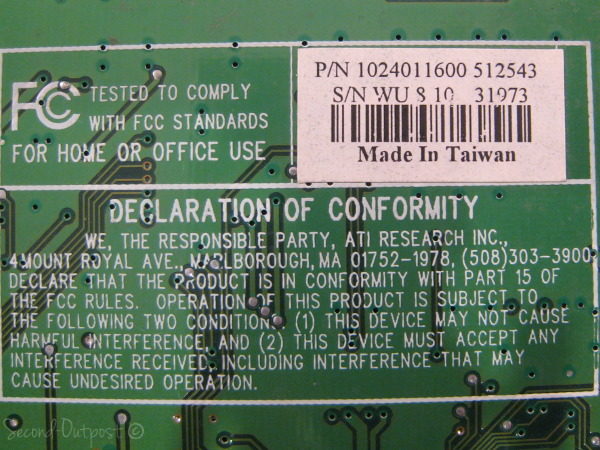 FCC TESTED TO COMPLY
WITH FCC STANDARDS
FOR HOME OR OFFICE USE
P/N 1024011600 512543
S/N WU 8 10 31973
Made In Taiwan
DECLARATION OF CONFORMITY
WE, THE RESPONSIBLE PARTY, ATI RESEARCH INC.,
4 MOUNT ROYAL AVE., MARLBOROUGH, MA 01752-1978, (508)303-3900
DECLARE THAT THE PRODUCT IS IN CONFORMITY WITH PART 15 OF
THE FCC RULES. OPERATION OF THIS PRODUCT IS SUBJECT TO
THE FOLLOWING TWO CONDITIONS: (1) THIS DEVICE MAY NOT CAUSE
HARMFUL INTERFERENCE, AND (2) THIS DEVICE MUST ACCEPT ANY
INTERFERENCE RECEIVED, INCLUDING INTERFERENCE THAT MAY
CAUSE UNDESIRED OPERATION.
second-Outpost ©